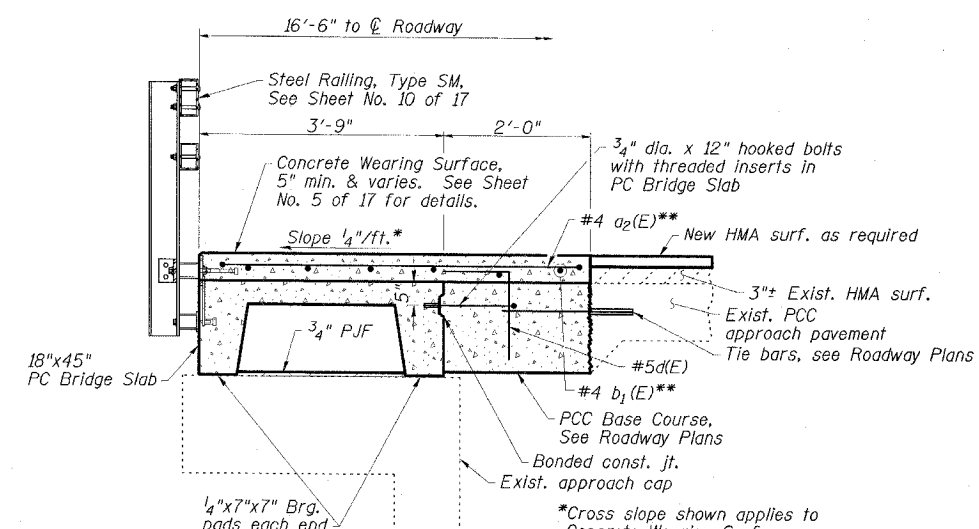 16'-6" to ℄ Roadway
Steel Railing, Type SM,
See Sheet No. 10 of 17
3'-9"
2'-0"
3/4" dia. x 12" hooked bolts
with threaded inserts in
PC Bridge Slab
Concrete Wearing Surface,
5" min. & varies. See Sheet
No. 5 of 17 for details.
#4 a2(E)**
New HMA surf. as required
Slope 1/4"/ft.*
5"
3"± Exist. HMA surf.
Exist. PCC
approach pavement
Tie bars, see Roadway Plans
3/4" PJF
18"x45"
PC Bridge Slab
#5d(E)
#4 b1(E)**
PCC Base Course,
See Roadway Plans
Bonded const. jt.
Exist. approach cap
1/4"x7"x7" Brg.
pads each end
*Cross slope shown applies to